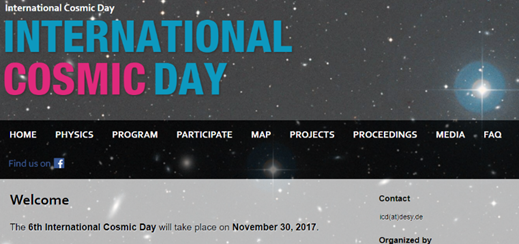 International Cosmic Day
INTERNATIONAL
COSMIC DAY
HOME PHYSICS PROGRAM PARTICIPATE MAP PROJECTS PROCEEDINGS MEDIA FAQ
Find us on f
Welcome
The 6th International Cosmic Day will take place on November 30, 2017.
Contact
icd(at)desy.de
Organized by